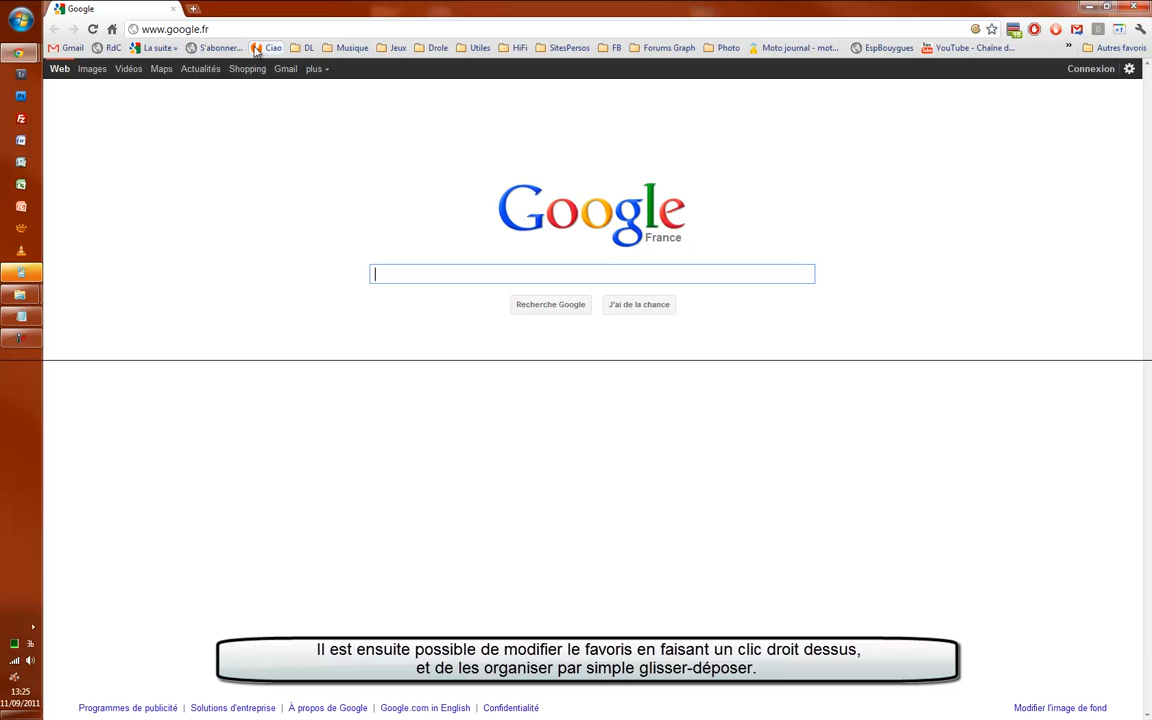 Google
www.google.fr
Gmail RdC La suite » S'abonner... Ciao DL Musique Jeux Drole Utiles HiFi SitesPersos FB Forums Graph Photo Moto journal - mot... EspBouygues YouTube - Chaîne d... » Autres favoris
Web Images Vidéos Maps Actualités Shopping Gmail plus Connexion
Google
France
Recherche Google J'ai de la chance
Il est ensuite possible de modifier le favoris en faisant un clic droit dessus,
et de les organiser par simple glisser-déposer.
13:25
11/09/2011
Programmes de publicité | Solutions d'entreprise | À propos de Google | Google.com in English | Confidentialité Modifier l'image de fond